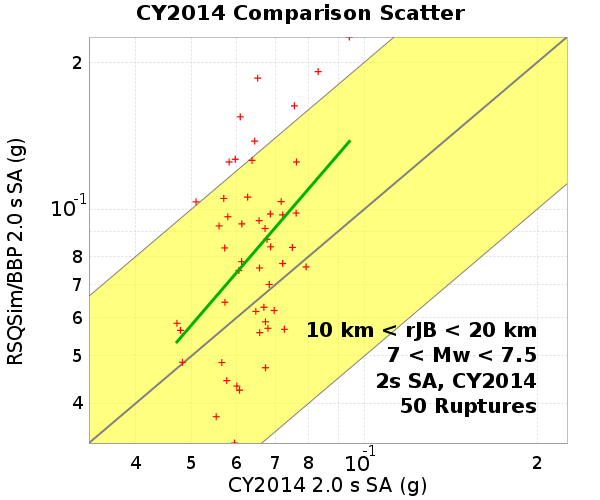 CY2014 Comparison Scatter
RSQSim/BBP 2.0 s SA (g)
2
10-1
8
7
6
5
4
10 km < rJB < 20 km
7 < Mw < 7.5
2s SA, CY2014
50 Ruptures
4 5 6 7 8 10-1 2
CY2014 2.0 s SA (g)